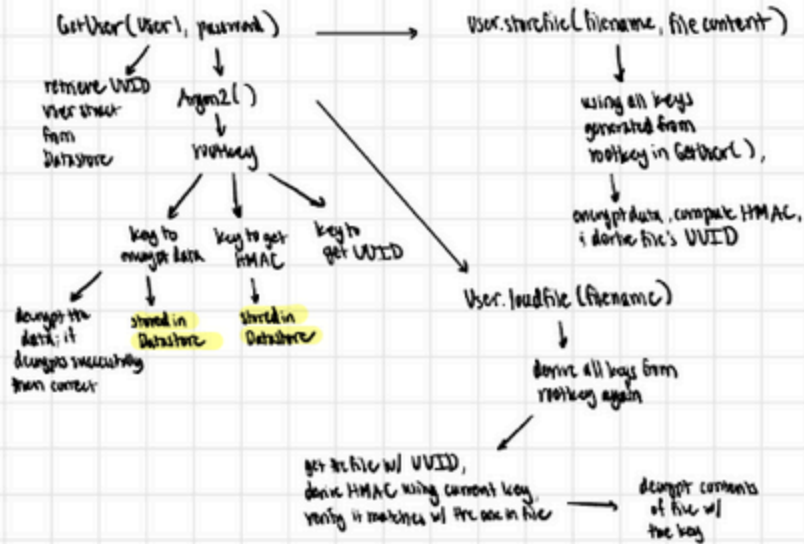 GetUser(User1, password)
User.storefile(filename, file content)
retrieve UUID
User struct
from
Datastore
Argon2()
rootkey
using all keys
generated from
rootkey in GetUser(),
encrypt data, compute HMAC,
& derive file's UUID
key to
encrypt data
key to get
HMAC
key to
get UUID
decrypt the
data; if
decrypts successfully
then correct
stored in
Datastore
stored in
Datastore
User.loadfile(filename)
derive all keys from
rootkey again
get the file w/ UUID,
derive HMAC using current key,
verify it matches w/ the one in file
decrypt contents
of file w/
the key